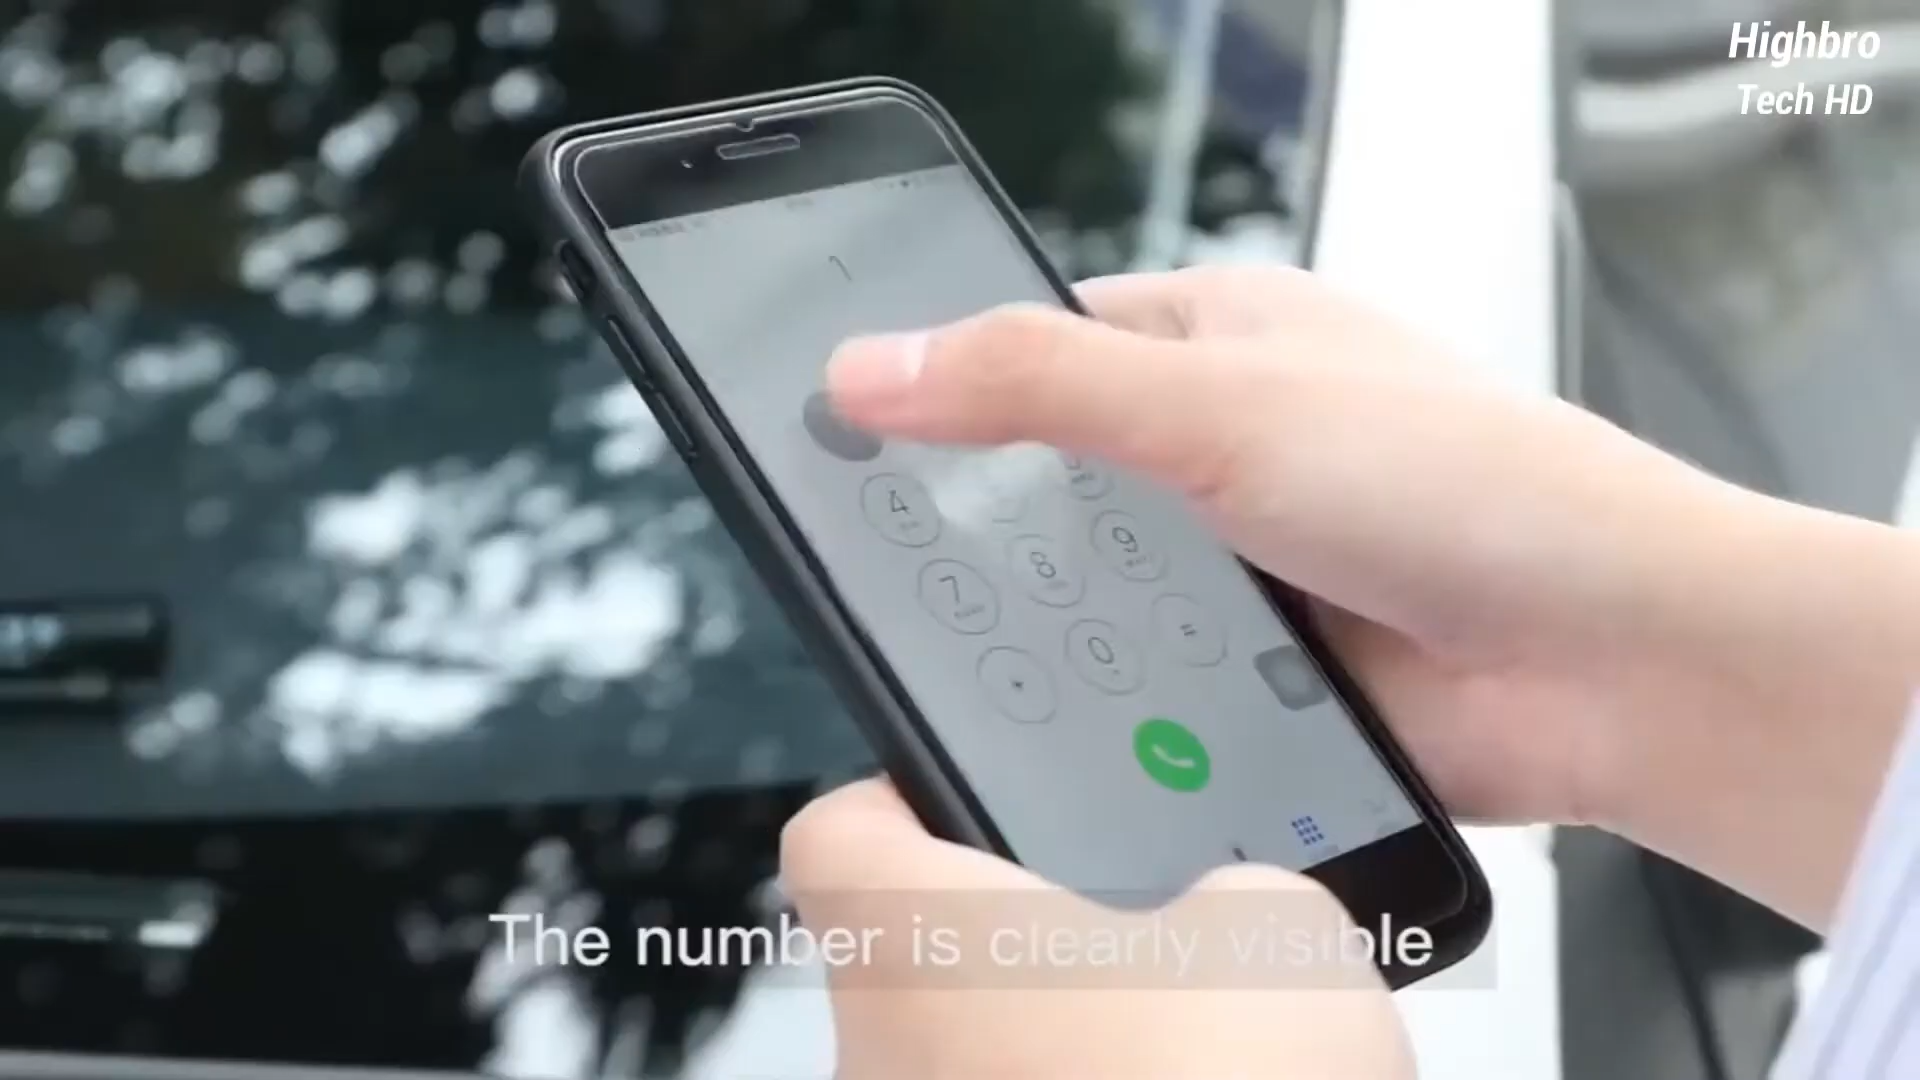 Highbro
Tech HD
1
4
7
8
9
*
0
=
The number is clearly visible